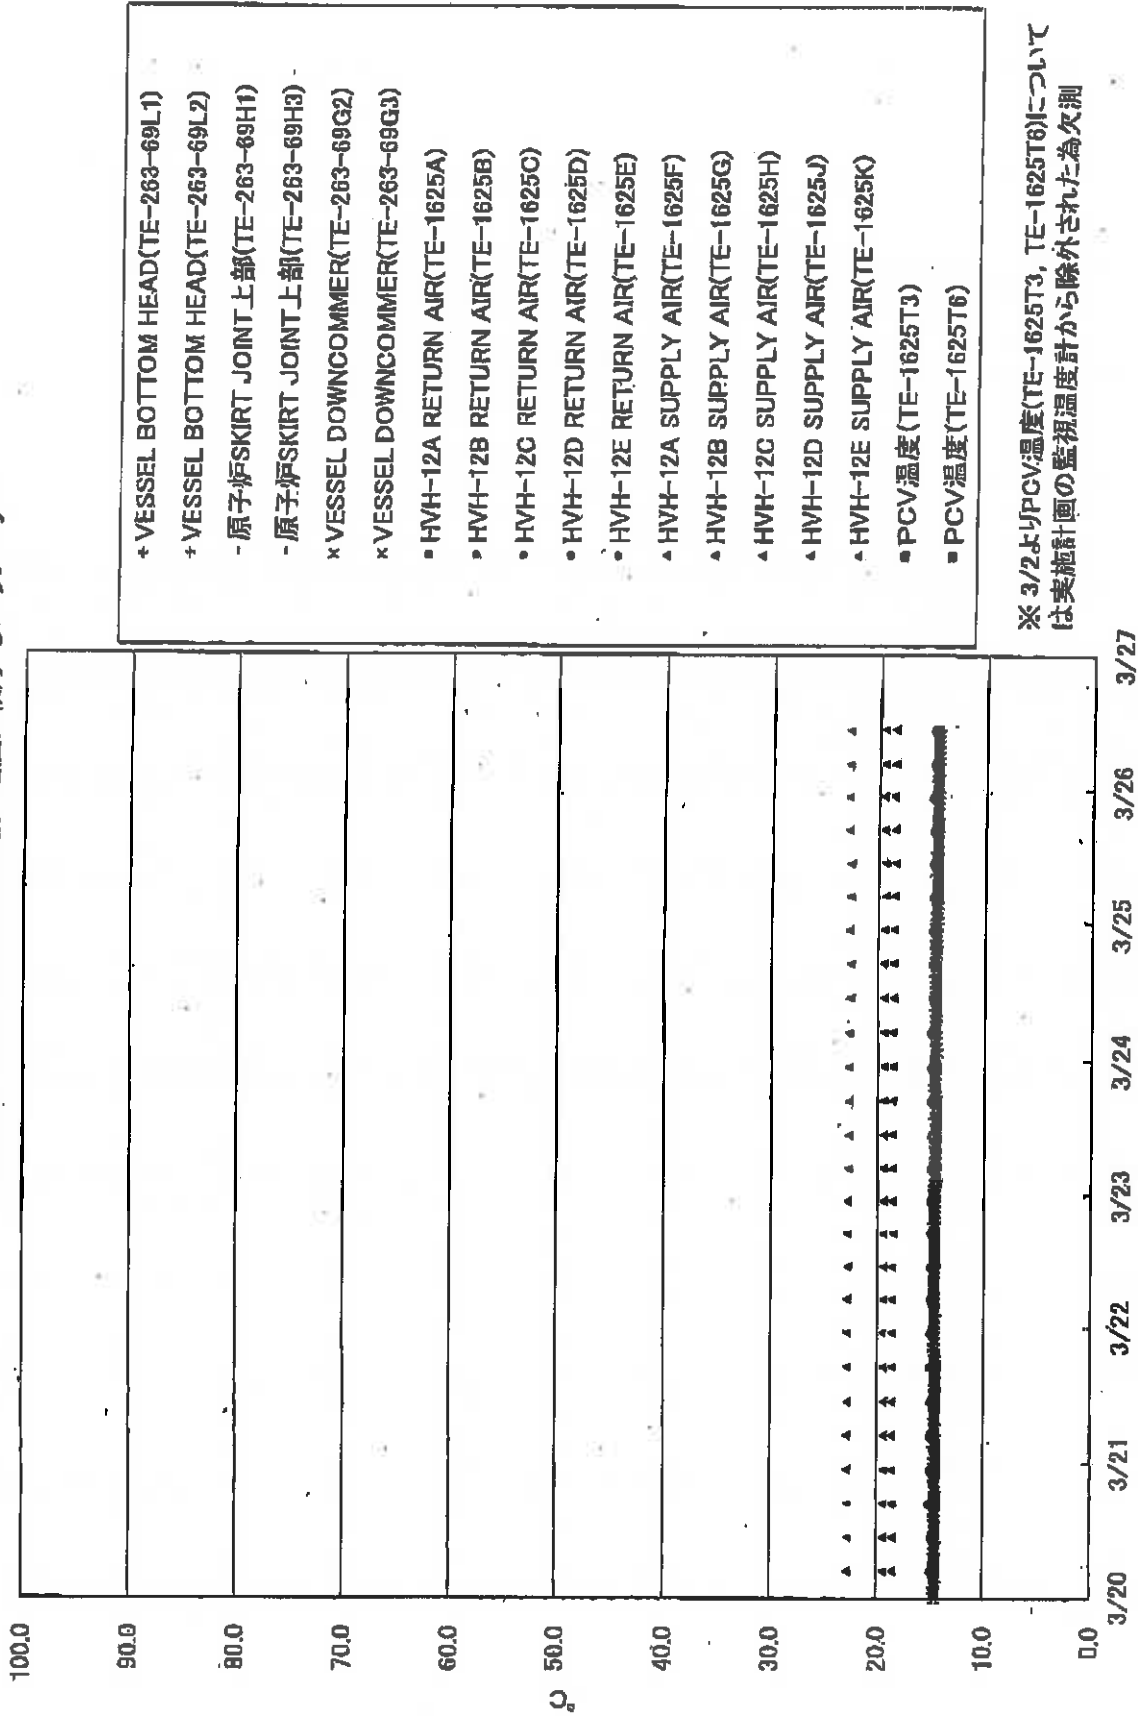 100.0
90.0
80.0
70.0
60.0
50.0
40.0
30.0
20.0
10.0
0.0
℃
3/20
3/21
3/22
3/23
3/24
3/25
3/26
3/27
+ VESSEL BOTTOM HEAD(TE-263-69L1)
+ VESSEL BOTTOM HEAD(TE-263-69L2)
- 原子炉SKIRT JOINT上部(TE-263-69H1)
- 原子炉SKIRT JOINT上部(TE-263-69H3)
× VESSEL DOWNCOMMER(TE-263-69G2)
× VESSEL DOWNCOMMER(TE-263-69G3)
● HVH-12A RETURN AIR(TE-1625A)
● HVH-12B RETURN AIR(TE-1625B)
● HVH-12C RETURN AIR(TE-1625C)
● HVH-12D RETURN AIR(TE-1625D)
● HVH-12E RETURN AIR(TE-1625E)
▲ HVH-12A SUPPLY AIR(TE-1625F)
▲ HVH-12B SUPPLY AIR(TE-1625G)
▲ HVH-12C SUPPLY AIR(TE-1625H)
▲ HVH-12D SUPPLY AIR(TE-1625J)
▲ HVH-12E SUPPLY AIR(TE-1625K)
■ PCV温度(TE-1625T3)
■ PCV温度(TE-1625T6)
※ 3/2よりPCV温度(TE-1625T3, TE-1625T6)について
は実施計画の監視温度計から除外された為欠測